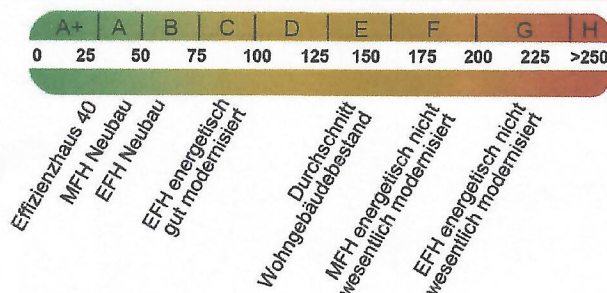 A+ A B C D E F G H
0 25 50 75 100 125 150 175 200 225 >250
Effizienzhaus 40
MFH Neubau
EFH Neubau
EFH energetisch
gut modernisiert
Durchschnitt
Wohngebäudebestand
MFH energetisch nicht
wesentlich modernisiert
EFH energetisch nicht
wesentlich modernisiert